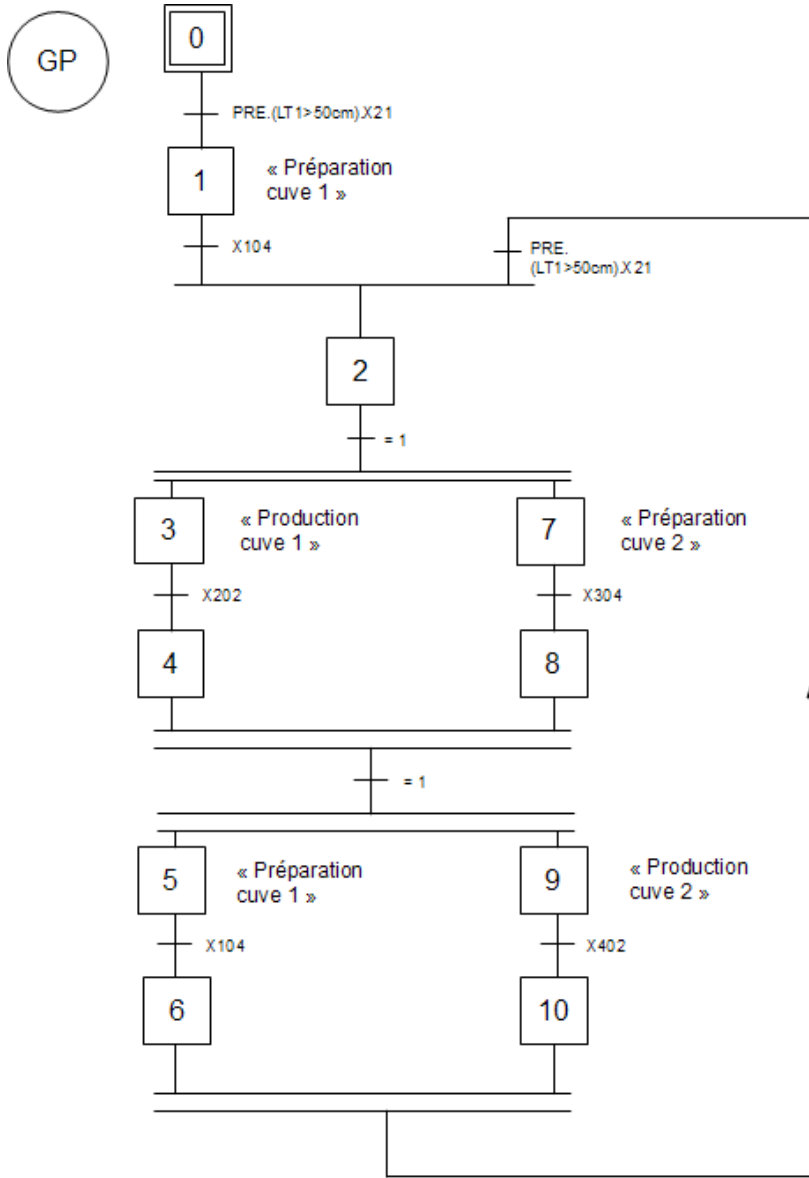 GP
0
PRE.(LT1>50cm).X21
1
« Préparation
cuve 1 »
X104
PRE.
(LT1>50cm).X21
2
= 1
3
« Production
cuve 1 »
7
« Préparation
cuve 2 »
X202
X304
4
8
= 1
5
« Préparation
cuve 1 »
9
« Production
cuve 2 »
X104
X402
6
10